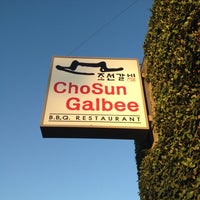 조선갈비
ChoSun
Galbee
B.B.Q. RESTAURANT